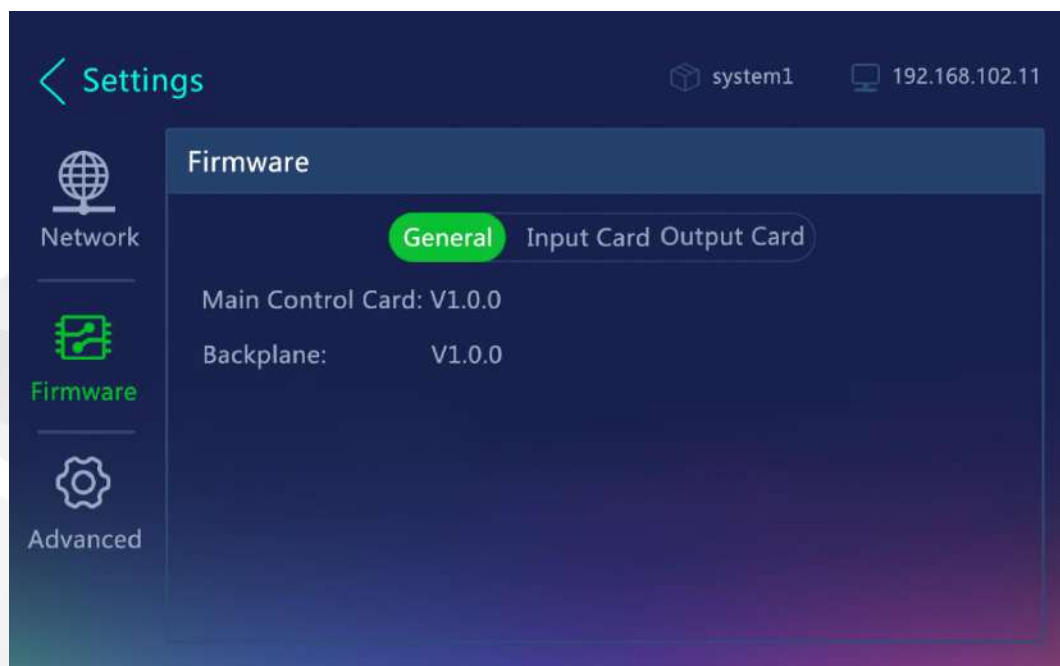 Settings
system1
192.168.102.11
Network
Firmware
Advanced
Firmware
General Input Card Output Card
Main Control Card: V1.0.0
Backplane: V1.0.0